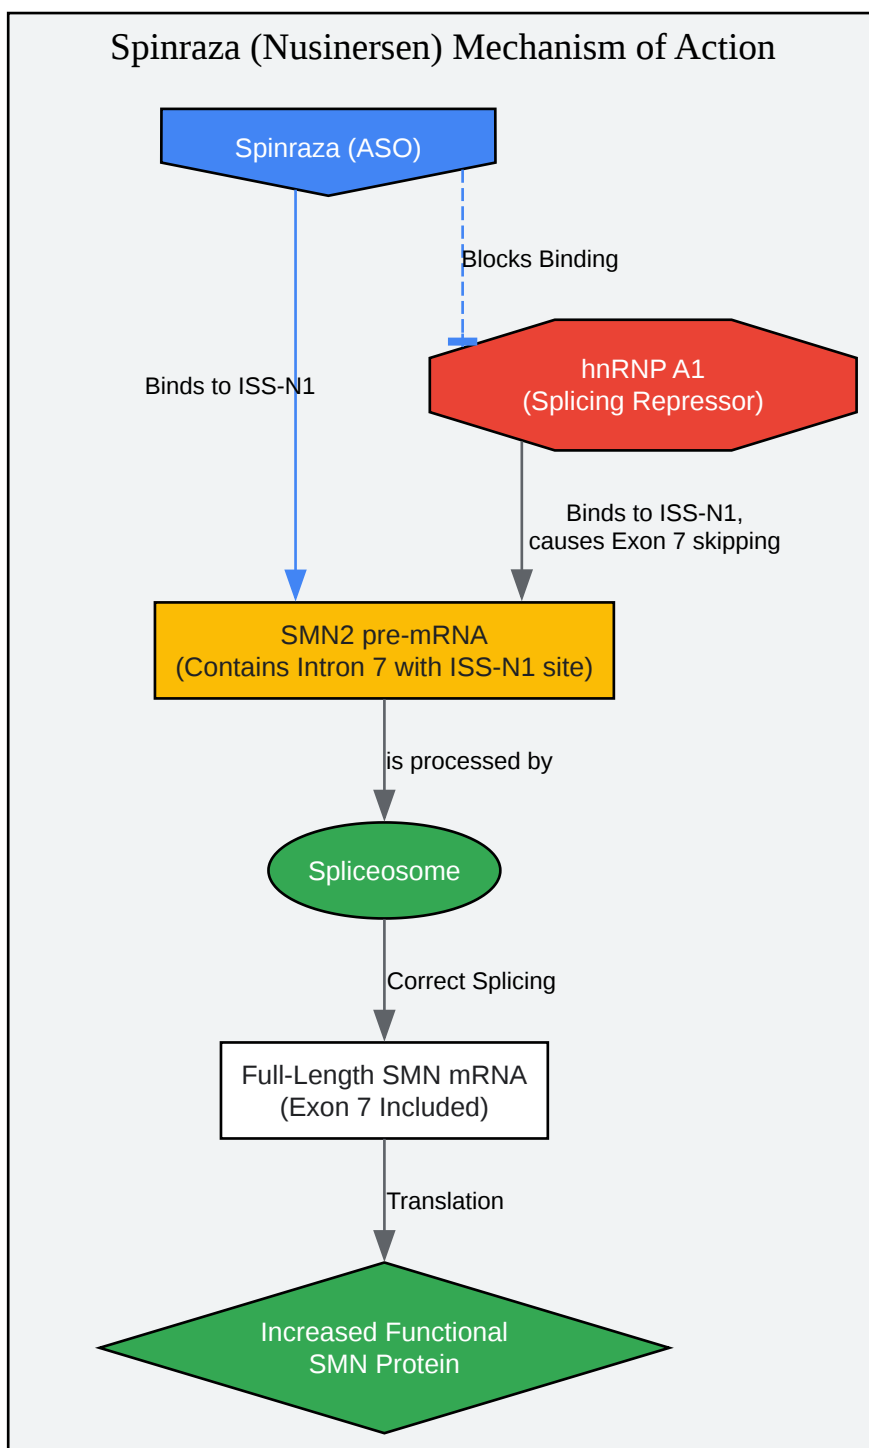 Spinraza (Nusinersen) Mechanism of Action
Spinraza (ASO)
Blocks Binding
hnRNP A1
(Splicing Repressor)
Binds to ISS-N1
Binds to ISS-N1,
causes Exon 7 skipping
SMN2 pre-mRNA
(Contains Intron 7 with ISS-N1 site)
is processed by
Spliceosome
Correct Splicing
Full-Length SMN mRNA
(Exon 7 Included)
Translation
Increased Functional
SMN Protein